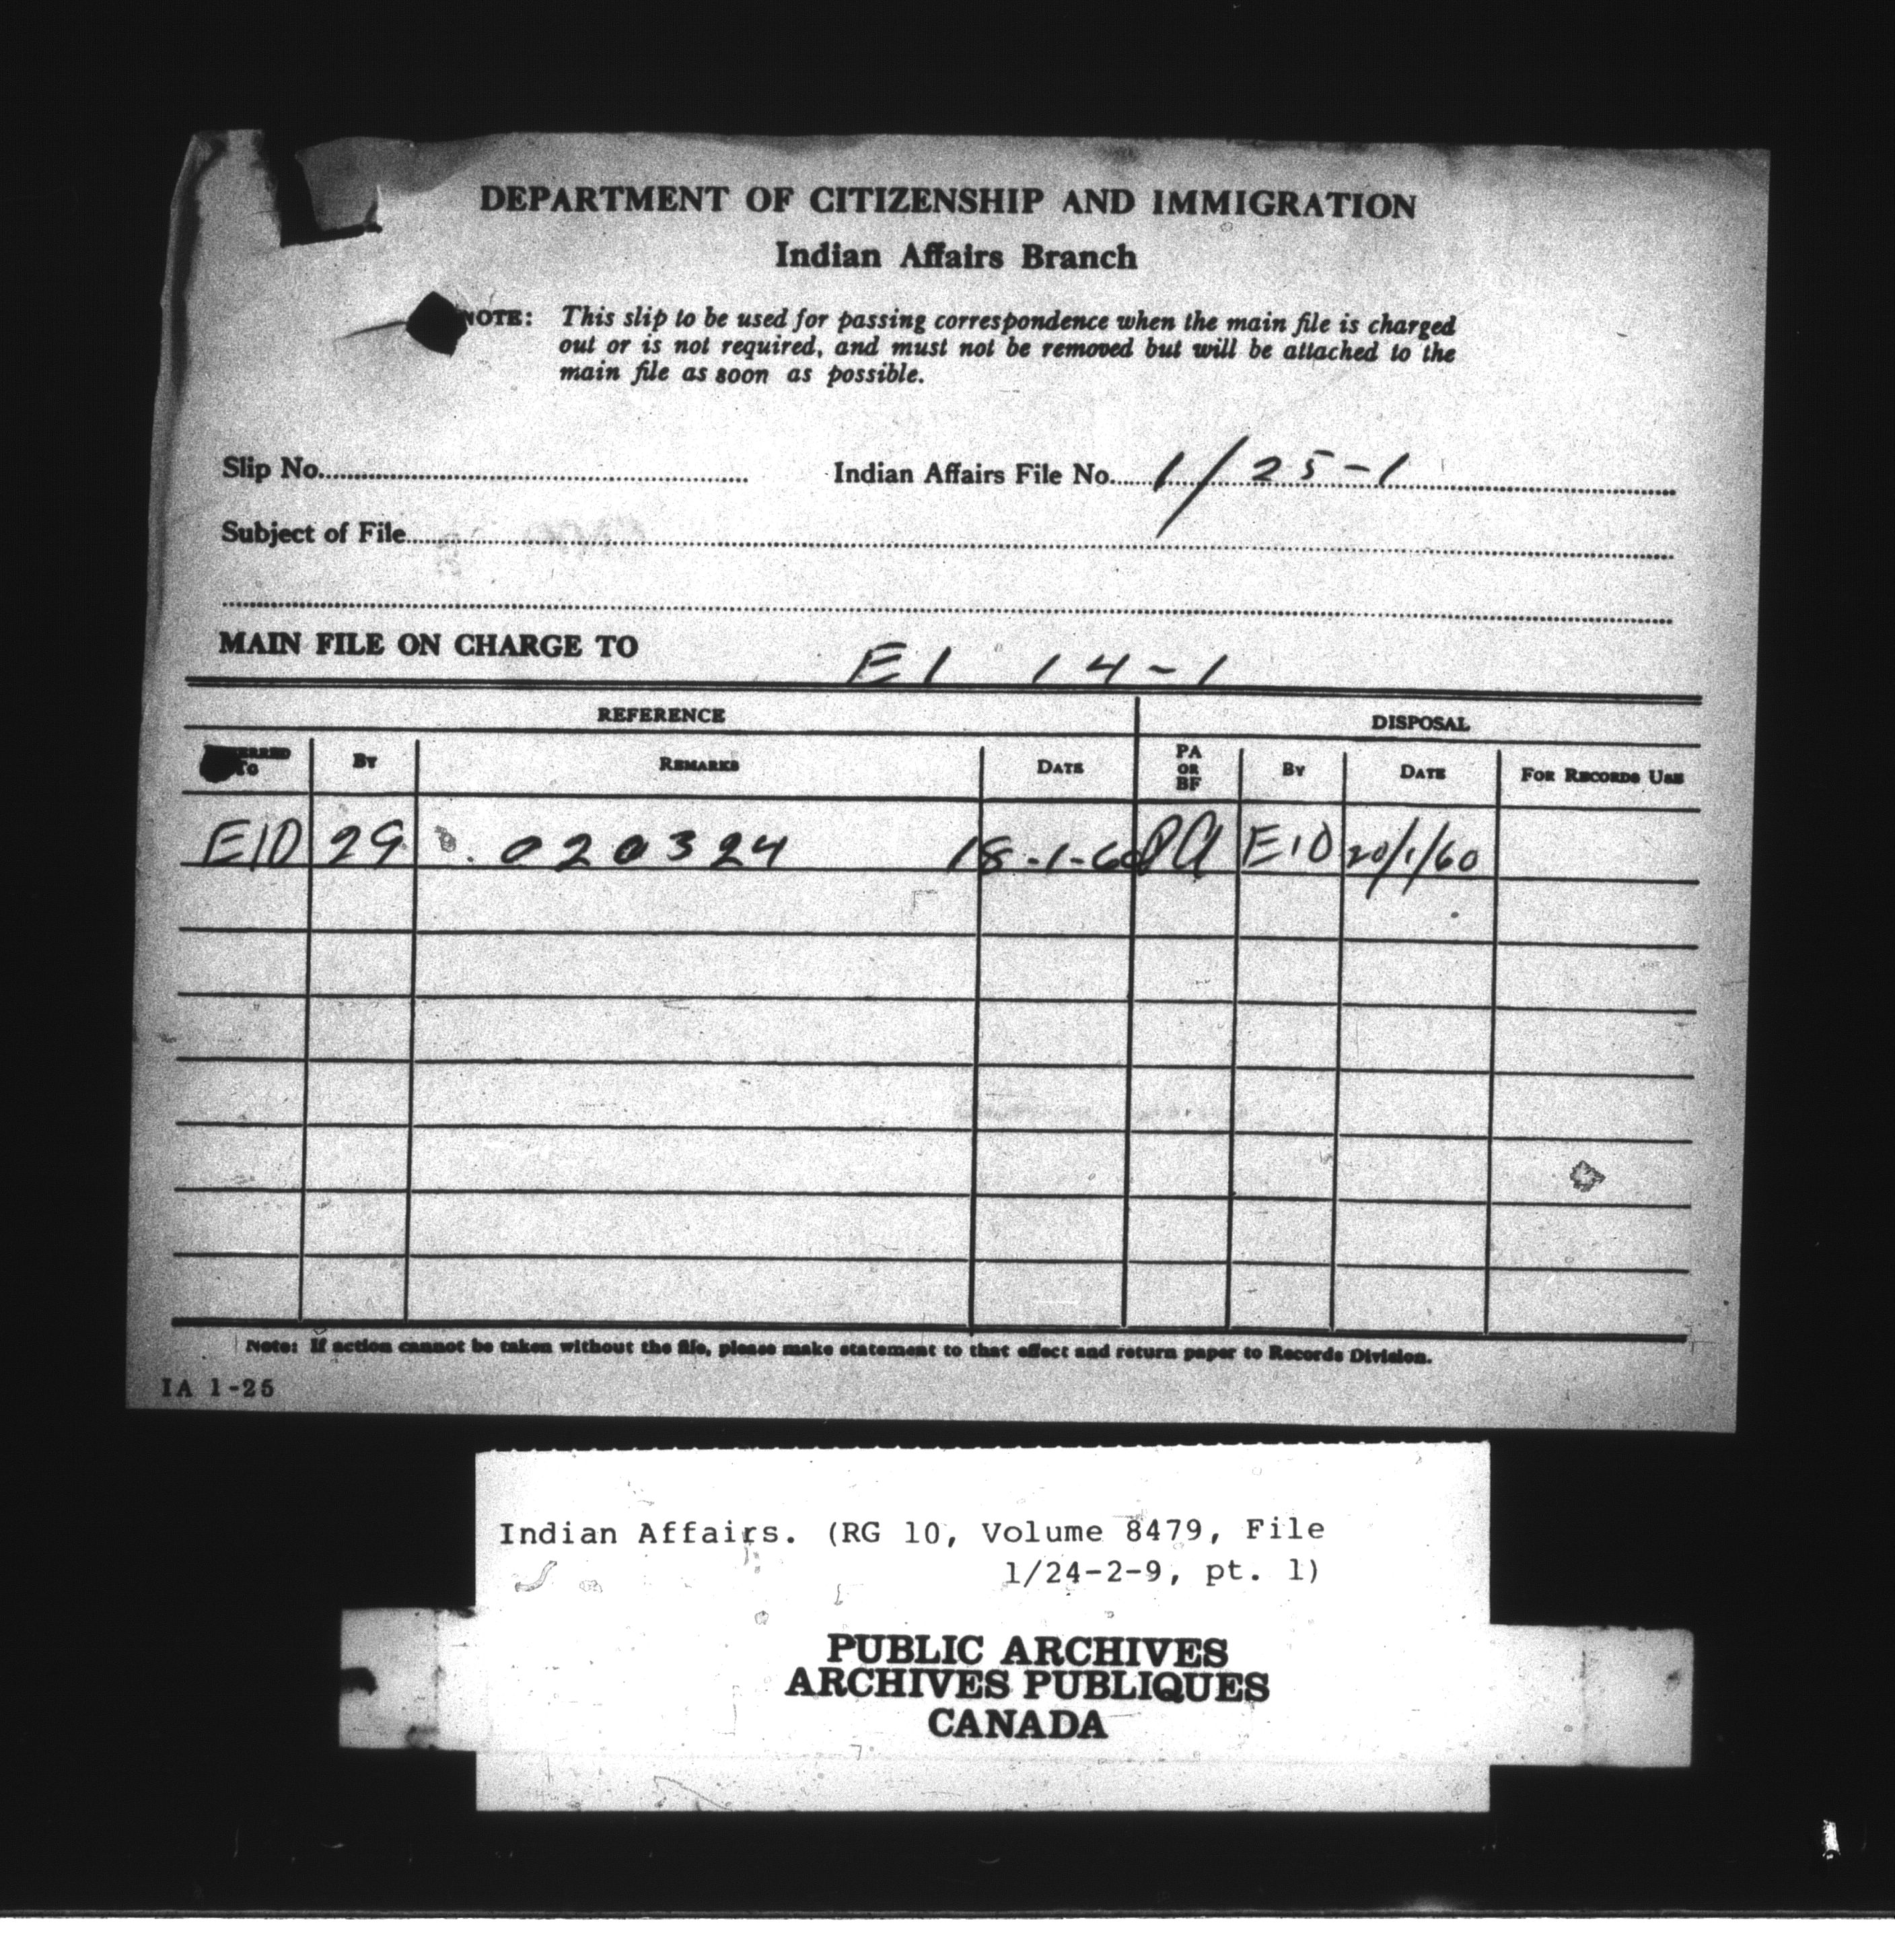 DEPARTMENT OF CITIZENSHIP AND IMMIGRATION
Indian Affairs Branch
NOTE: This slip to be used for passing correspondence when the main file is charged
out or is not required, and must not be removed but will be attached to the
main file as soon as possible.
Slip No. Indian Affairs File No. 1/25-1
Subject of File
MAIN FILE ON CHARGE TO E1 14-1
REFERENCE DISPOSAL
To By REMARKS DATE PA OR BF BY DATE FOR RECORDS USE
E10 29 020324 18-1-60 PA E10 20/1/60
Note: If action cannot be taken without the file, please make statement to that effect and return paper to Records Division.
IA 1-25
Indian Affairs. (RG 10, Volume 8479, File
1/24-2-9, pt. 1)
PUBLIC ARCHIVES
ARCHIVES PUBLIQUES
CANADA